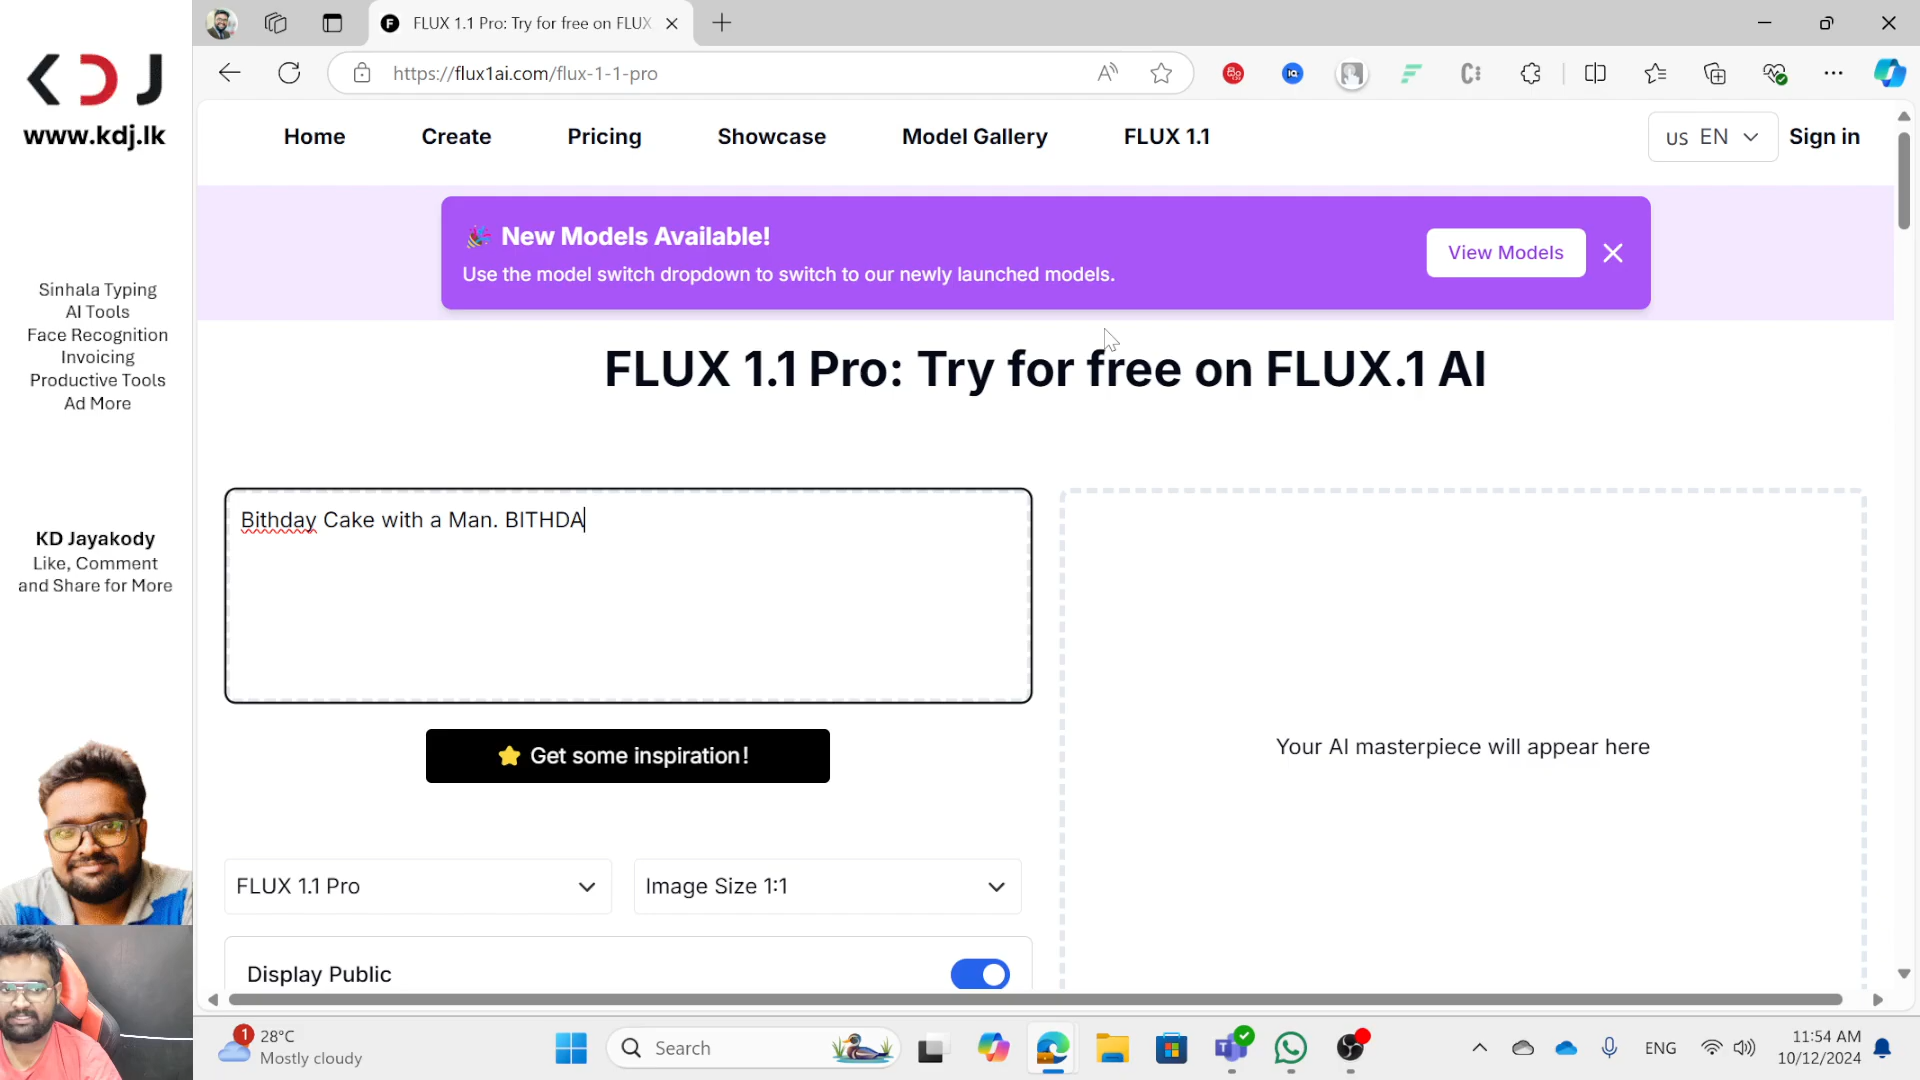 KDJ
www.kdj.lk
Sinhala Typing
AI Tools
Face Recognition
Invoicing
Productive Tools
Ad More
KD Jayakody
Like, Comment
and Share for More
FLUX 1.1 Pro: Try for free on FLUX
https://flux1ai.com/flux-1-1-pro
Home Create Pricing Showcase Model Gallery FLUX 1.1 us EN Sign in
New Models Available!
Use the model switch dropdown to switch to our newly launched models.
View Models
FLUX 1.1 Pro: Try for free on FLUX.1 AI
Bithday Cake with a Man. BITHDA
Get some inspiration!
Your AI masterpiece will appear here
FLUX 1.1 Pro
Image Size 1:1
Display Public
1
28°C
Mostly cloudy
Search
ENG
11:54 AM
10/12/2024